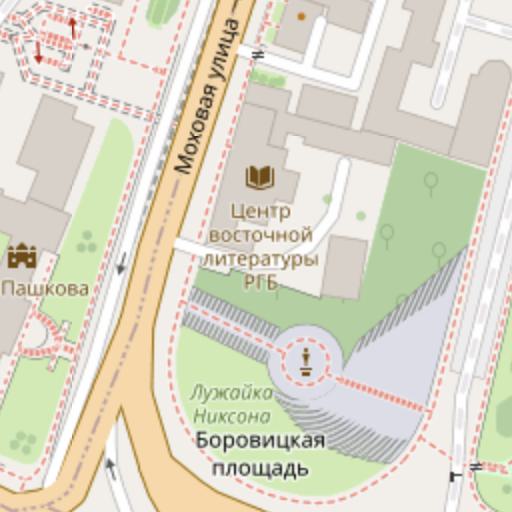 Моховая улица
Центр
восточной
литературы
РГБ
Пашкова
Лужайка
Никсона
Боровицкая
площадь